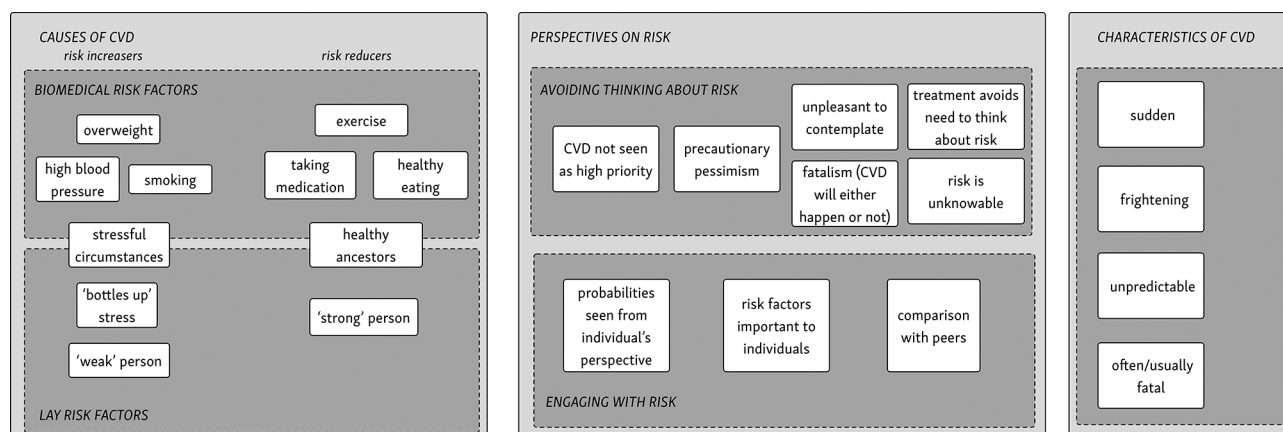 CAUSES OF CVD
risk increasers
risk reducers
BIOMEDICAL RISK FACTORS
overweight
exercise
high blood
pressure
smoking
taking
medication
healthy
eating
stressful
circumstances
healthy
ancestors
‘bottles up’
stress
‘strong’ person
‘weak’ person
LAY RISK FACTORS
PERSPECTIVES ON RISK
AVOIDING THINKING ABOUT RISK
CVD not seen
as high priority
precautionary
pessimism
unpleasant to
contemplate
treatment avoids
need to think
about risk
fatalism (CVD
will either
happen or not)
risk is
unknowable
probabilities
seen from
individual’s
perspective
risk factors
important to
individuals
comparison
with peers
ENGAGING WITH RISK
CHARACTERISTICS OF CVD
sudden
frightening
unpredictable
often/usually
fatal